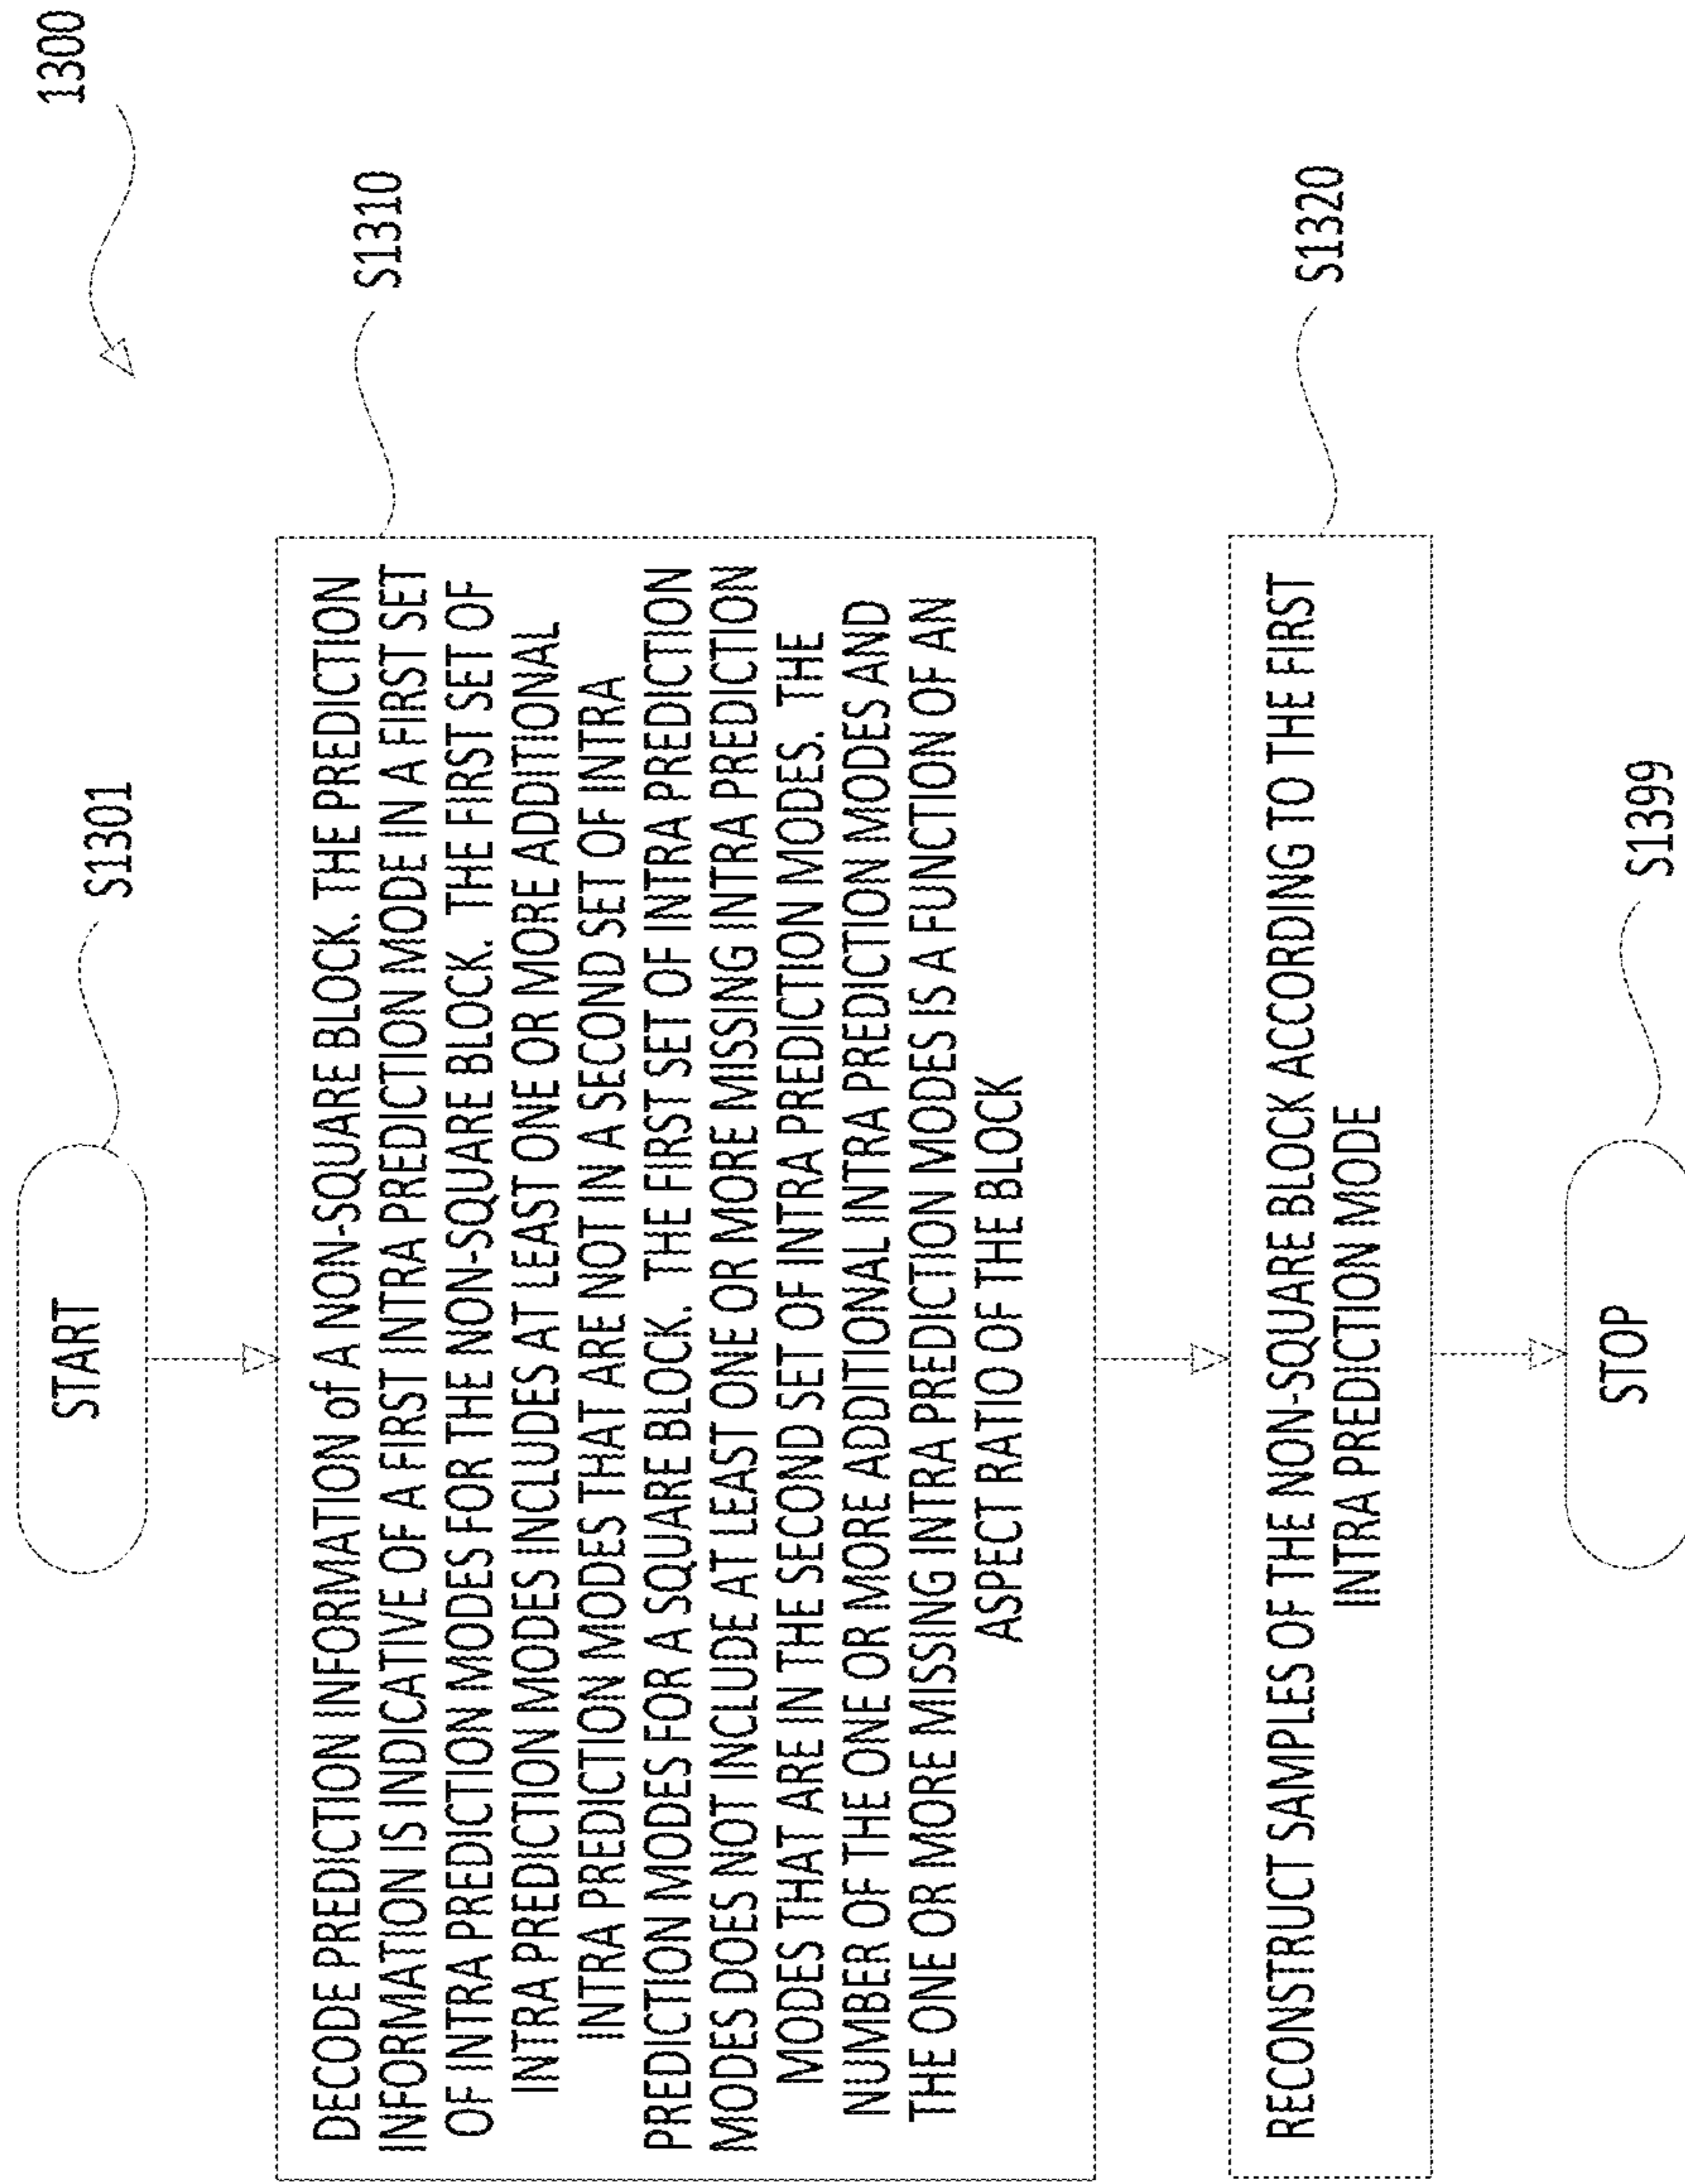 1300
START
S1301
DECODE PREDICTION INFORMATION of A NON-SQUARE BLOCK. THE PREDICTION
INFORMATION IS INDICATIVE OF A FIRST INTRA PREDICTION MODE IN A FIRST SET
OF INTRA PREDICTION MODES FOR THE NON-SQUARE BLOCK. THE FIRST SET OF
INTRA PREDICTION MODES INCLUDES AT LEAST ONE OR MORE ADDITIONAL
INTRA PREDICTION MODES THAT ARE NOT IN A SECOND SET OF INTRA
PREDICTION MODES FOR A SQUARE BLOCK. THE FIRST SET OF INTRA PREDICTION
MODES DOES NOT INCLUDE AT LEAST ONE OR MORE MISSING INTRA PREDICTION
MODES THAT ARE IN THE SECOND SET OF INTRA PREDICTION MODES. THE
NUMBER OF THE ONE OR MORE ADDITIONAL INTRA PREDICTION MODES AND
THE ONE OR MORE MISSING INTRA PREDICTION MODES IS A FUNCTION OF AN
ASPECT RATIO OF THE BLOCK
S1310
RECONSTRUCT SAMPLES OF THE NON-SQUARE BLOCK ACCORDING TO THE FIRST
INTRA PREDICTION MODE
S1320
STOP
S1399